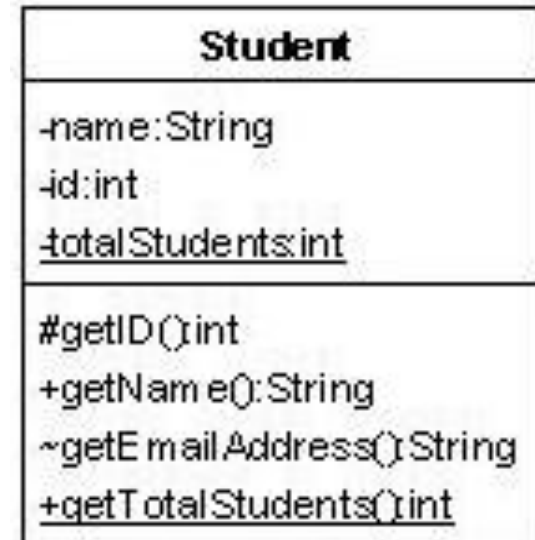 Student
-name:String
-id:int
-totalStudents:int
#getID():int
+getName():String
~getEmailAddress():String
+getTotalStudents():int